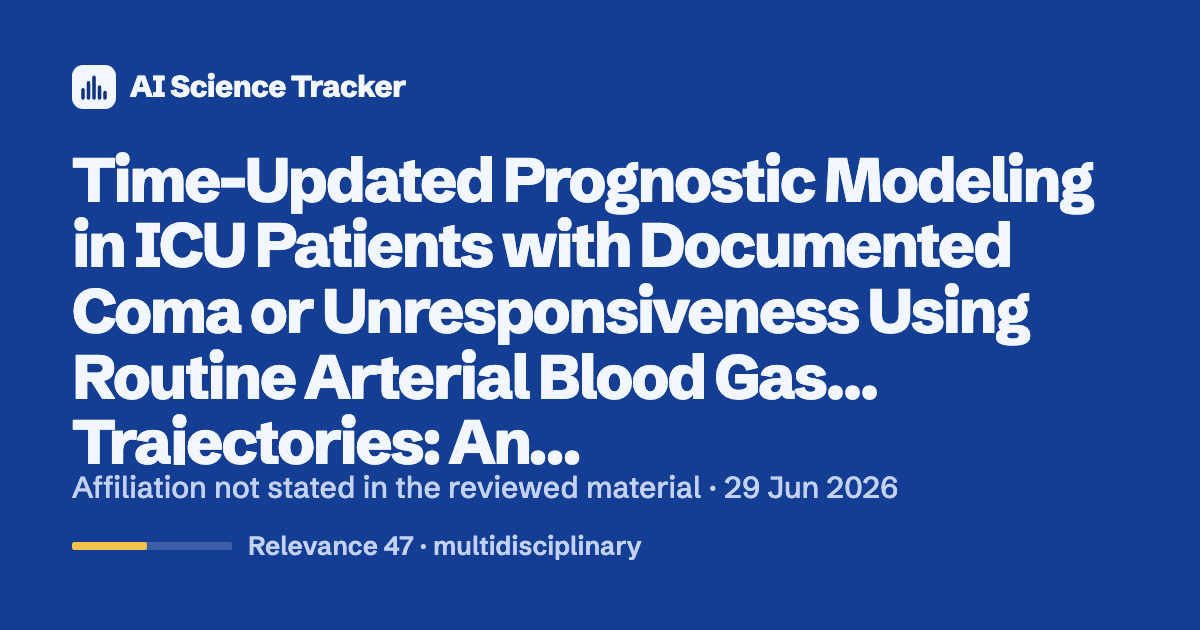 AI Science Tracker
Time-Updated Prognostic Modeling
in ICU Patients with Documented
Coma or Unresponsiveness Using
Routine Arterial Blood Gas...
Trajectories: An...
Affiliation not stated in the reviewed material · 29 Jun 2026
Relevance 47 · multidisciplinary